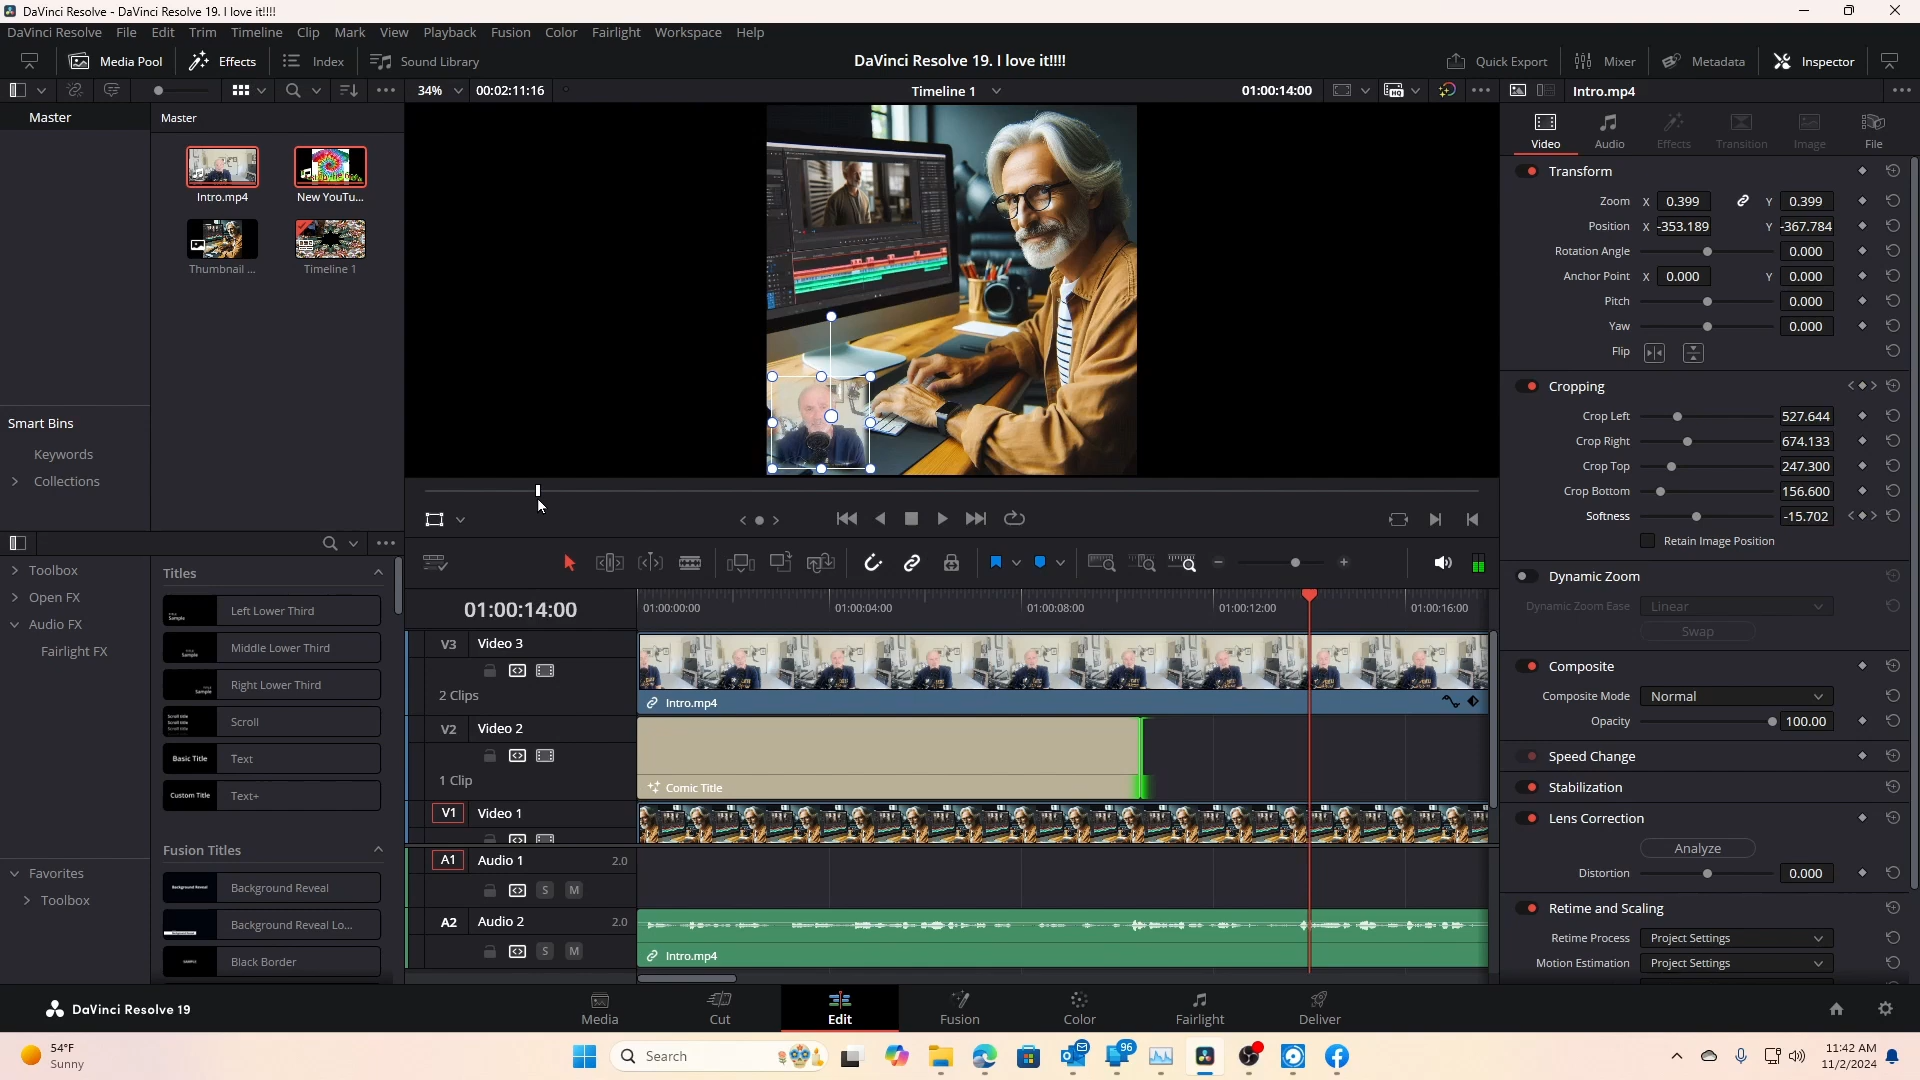 DaVinci Resolve - DaVinci Resolve 19. I love it!!!!
DaVinci Resolve File Edit Trim Timeline Clip Mark View Playback Fusion Color Fairlight Workspace Help
Media Pool Effects Index Sound Library DaVinci Resolve 19. I love it!!!! Quick Export Mixer Metadata Inspector
34% 00:02:11:16 Timeline 1 01:00:14:00 HQ Intro.mp4
Master
Master
Intro.mp4 New YouTu...
Thumbnail ... Timeline 1
Smart Bins
Keywords
Collections
Video Audio Effects Transition Image File
Transform
Zoom X 0.399 Y 0.399
Position X -353.189 Y -367.784
Rotation Angle 0.000
Anchor Point X 0.000 Y 0.000
Pitch 0.000
Yaw 0.000
Flip
Cropping
Crop Left 527.644
Crop Right 674.133
Crop Top 247.300
Crop Bottom 156.600
Softness -15.702
Retain Image Position
Dynamic Zoom
Dynamic Zoom Ease Linear
Swap
Composite
Composite Mode Normal
Opacity 100.00
Speed Change
Stabilization
Lens Correction
Analyze
Distortion 0.000
Retime and Scaling
Retime Process Project Settings
Motion Estimation Project Settings
Toolbox
Open FX
Audio FX
Fairlight FX
Favorites
Toolbox
Titles
Left Lower Third
Middle Lower Third
Right Lower Third
Scroll
Basic Title Text
Custom Title Text+
Fusion Titles
Background Reveal Background Reveal
Background Reveal Lo...
Black Border
01:00:14:00 01:00:00:00 01:00:04:00 01:00:08:00 01:00:12:00 01:00:16:00
V3 Video 3
2 Clips
Intro.mp4
V2 Video 2
1 Clip
Comic Title
V1 Video 1
A1 Audio 1 2.0
S M
A2 Audio 2 2.0
S M
Intro.mp4
DaVinci Resolve 19 Media Cut Edit Fusion Color Fairlight Deliver
54°F
Sunny
Search
96
11:42 AM
11/2/2024